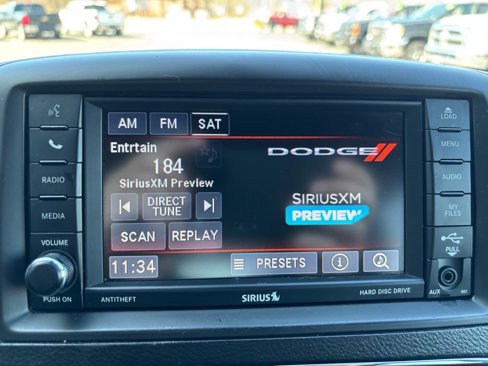 AM FM SAT
Entrtain
184
SiriusXM Preview
DIRECT
TUNE
SCAN REPLAY
11:34 PRESETS
DODGE
SIRIUSXM
PREVIEW
RADIO
MEDIA
VOLUME
PUSH ON
LOAD
MENU
AUDIO
MY
FILES
PULL
AUX
ANTITHEFT
SIRIUS
HARD DISC DRIVE